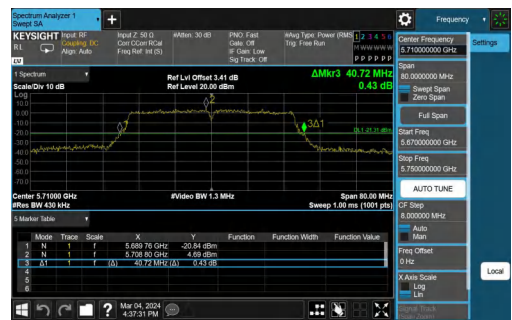 Spectrum Analyzer 1
Swept SA
+
Frequency
KEYSIGHT
RL
LV
Input: RF
Coupling: DC
Align: Auto
Input Z: 50 Ω
Corr CCorr RCal
Freq Ref: Int (S)
#Atten: 30 dB
PNO: Fast
Gate: Off
IF Gain: Low
Sig Track: Off
#Avg Type: Power (RMS
Trig: Free Run
1 2 3 4 5 6
M W W W W W
P P P P P P
Center Frequency
5.710000000 GHz
Settings
1 Spectrum
Scale/Div 10 dB
Ref Lvl Offset 3.41 dB
Ref Level 20.00 dBm
ΔMkr3 40.72 MHz
0.43 dB
Span
80.0000000 MHz
Swept Span
Zero Span
Full Span
Start Freq
5.670000000 GHz
Stop Freq
5.750000000 GHz
AUTO TUNE
CF Step
8.000000 MHz
Auto
Man
Freq Offset
0 Hz
X Axis Scale
Log
Lin
Local
Log
10.0
0.00
-10.0
-20.0
-30.0
-40.0
-50.0
-60.0
-70.0
2
3Δ1
Center 5.71000 GHz
#Res BW 430 kHz
#Video BW 1.3 MHz
Span 80.00 MHz
Sweep 1.00 ms (1001 pts)
5 Marker Table
Mode Trace Scale X Y Function Function Width Function Value
1 N 1 f 5.689 76 GHz -20.84 dBm
2 N 1 f 5.708 80 GHz 4.69 dBm
3 Δ1 1 f (Δ) 40.72 MHz (Δ) 0.43 dB
4
5
6
?
Mar 04, 2024
4:37:31 PM